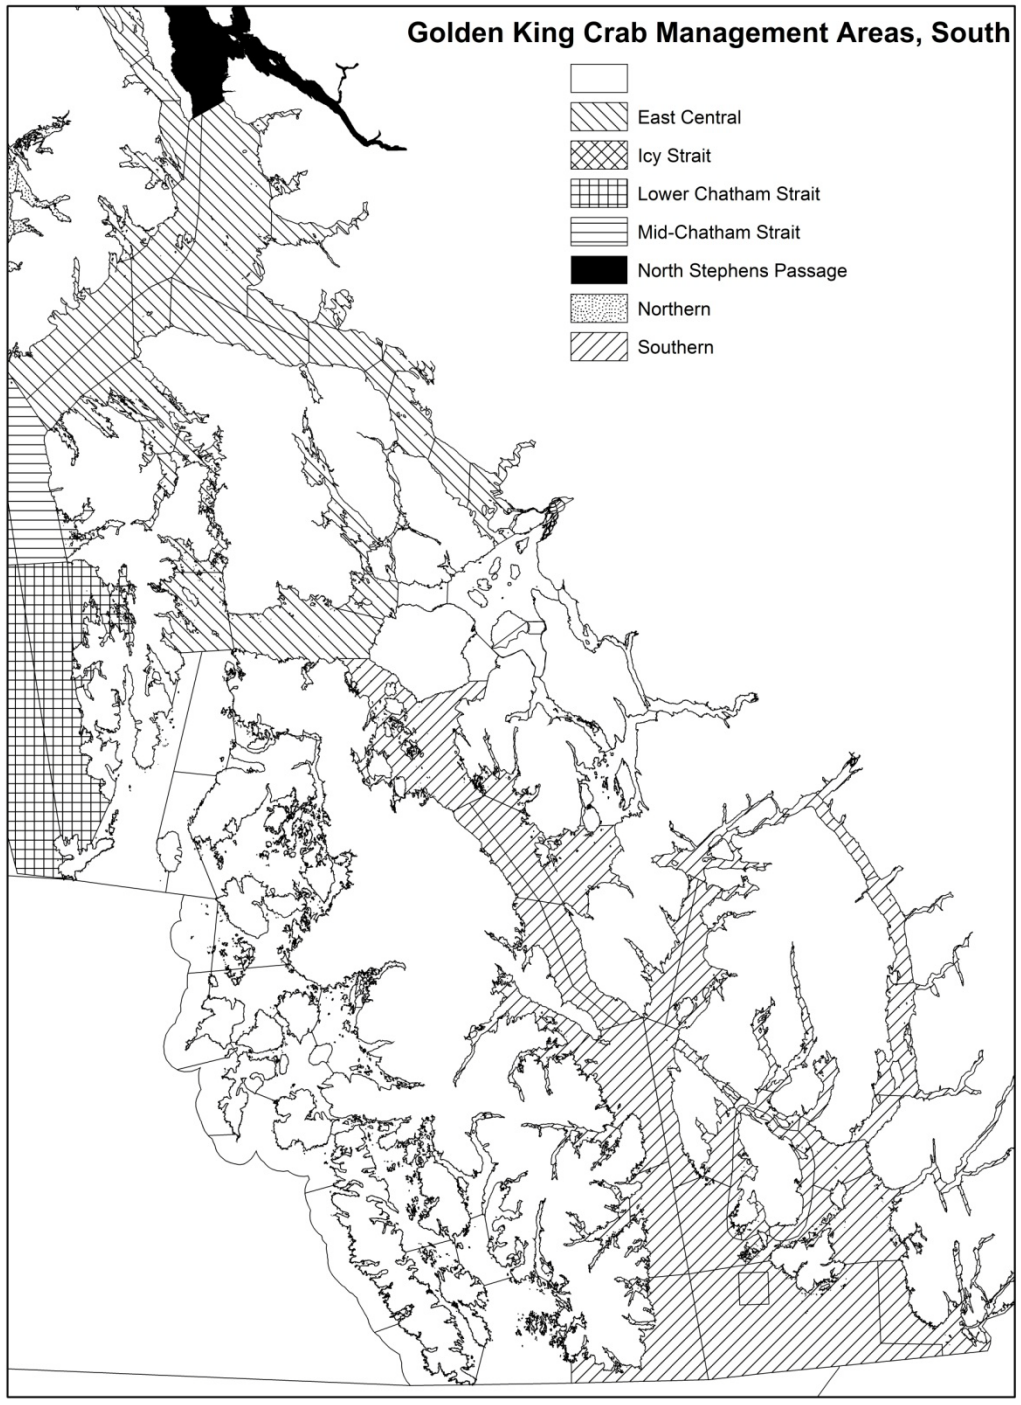 Golden King Crab Management Areas, South
East Central
Icy Strait
Lower Chatham Strait
Mid-Chatham Strait
North Stephens Passage
Northern
Southern